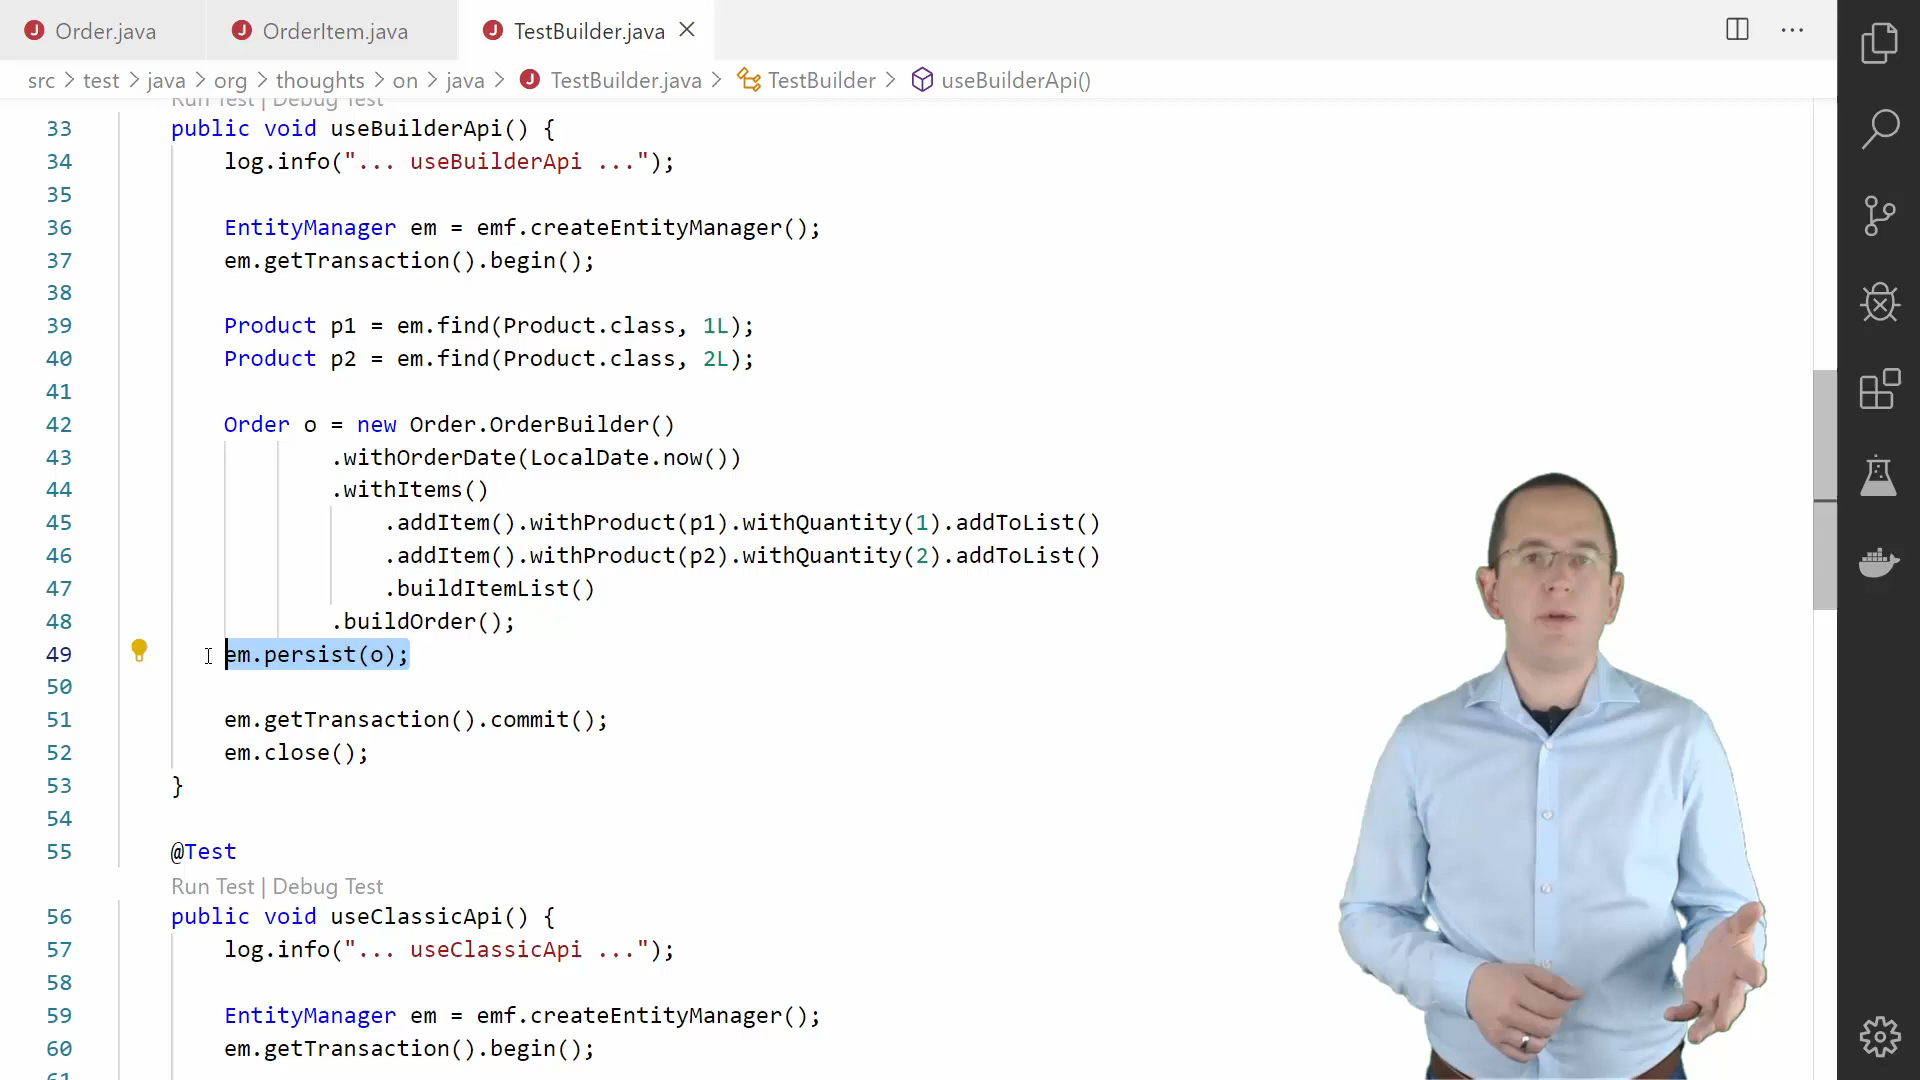 Order.java OrderItem.java TestBuilder.java
src > test > java > org > thoughts > on > java > TestBuilder.java > TestBuilder > useBuilderApi()
Run Test | Debug Test
33 public void useBuilderApi() {
34 log.info("... useBuilderApi ...");
35
36 EntityManager em = emf.createEntityManager();
37 em.getTransaction().begin();
38
39 Product p1 = em.find(Product.class, 1L);
40 Product p2 = em.find(Product.class, 2L);
41
42 Order o = new Order.OrderBuilder()
43 .withOrderDate(LocalDate.now())
44 .withItems()
45 .addItem().withProduct(p1).withQuantity(1).addToList()
46 .addItem().withProduct(p2).withQuantity(2).addToList()
47 .buildItemList()
48 .buildOrder();
49 em.persist(o);
50
51 em.getTransaction().commit();
52 em.close();
53 }
54
55 @Test
Run Test | Debug Test
56 public void useClassicApi() {
57 log.info("... useClassicApi ...");
58
59 EntityManager em = emf.createEntityManager();
60 em.getTransaction().begin();
61